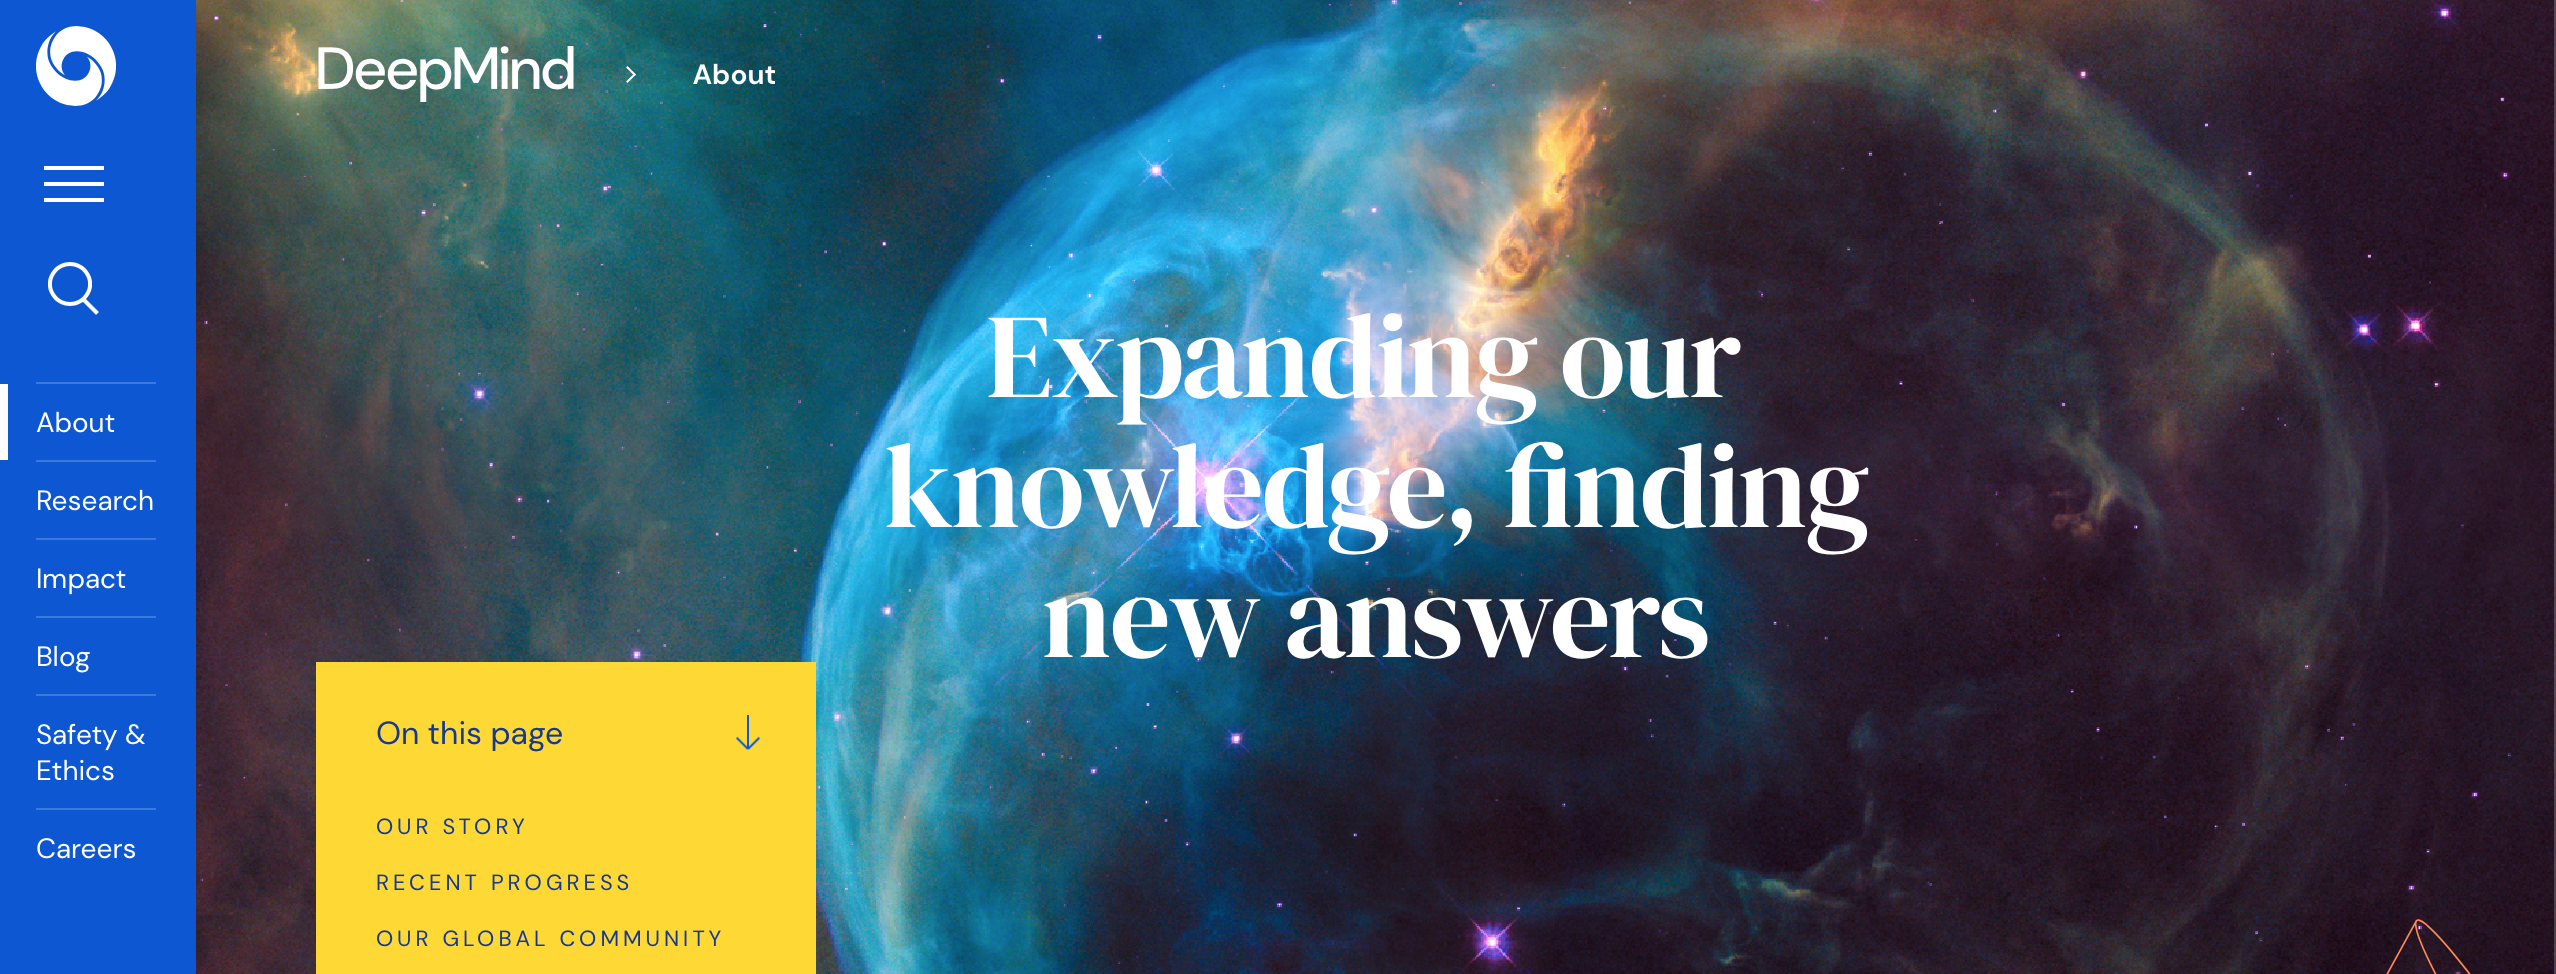 DeepMind
About
About
Research
Impact
Blog
Safety &
Ethics
Careers
Expanding our
knowledge, finding
new answers
On this page
OUR STORY
RECENT PROGRESS
OUR GLOBAL COMMUNITY